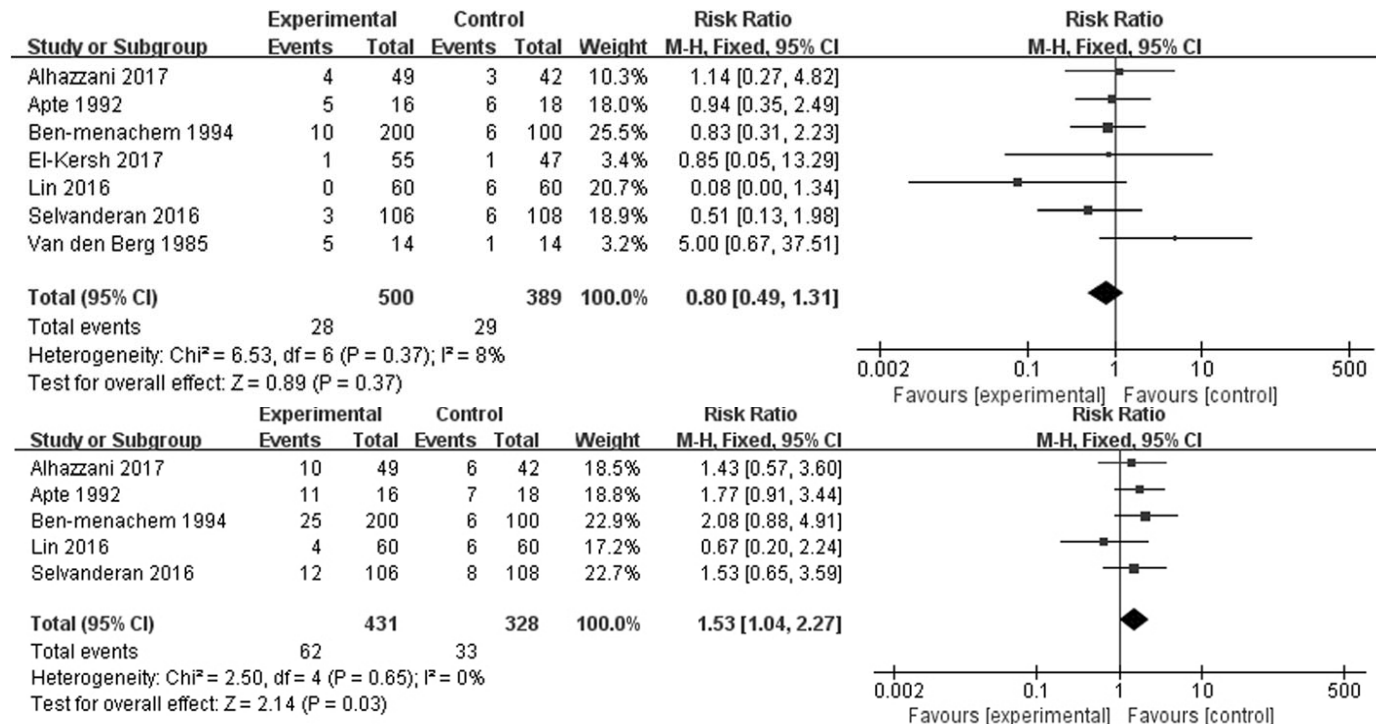 Experimental Control Risk Ratio Risk Ratio
Study or Subgroup Events Total Events Total Weight M-H, Fixed, 95% CI M-H, Fixed, 95% CI
Alhazzani 2017 4 49 3 42 10.3% 1.14 [0.27, 4.82]
Apte 1992 5 16 6 18 18.0% 0.94 [0.35, 2.49]
Ben-menachem 1994 10 200 6 100 25.5% 0.83 [0.31, 2.23]
El-Kersh 2017 1 55 1 47 3.4% 0.85 [0.05, 13.29]
Lin 2016 0 60 6 60 20.7% 0.08 [0.00, 1.34]
Selvanderan 2016 3 106 6 108 18.9% 0.51 [0.13, 1.98]
Van den Berg 1985 5 14 1 14 3.2% 5.00 [0.67, 37.51]
Total (95% CI) 500 389 100.0% 0.80 [0.49, 1.31]
Total events 28 29
Heterogeneity: Chi² = 6.53, df = 6 (P = 0.37); I² = 8%
Test for overall effect: Z = 0.89 (P = 0.37)
0.002 0.1 1 10 500
Favours [experimental] Favours [control]
Experimental Control Risk Ratio Risk Ratio
Study or Subgroup Events Total Events Total Weight M-H, Fixed, 95% CI M-H, Fixed, 95% CI
Alhazzani 2017 10 49 6 42 18.5% 1.43 [0.57, 3.60]
Apte 1992 11 16 7 18 18.8% 1.77 [0.91, 3.44]
Ben-menachem 1994 25 200 6 100 22.9% 2.08 [0.88, 4.91]
Lin 2016 4 60 6 60 17.2% 0.67 [0.20, 2.24]
Selvanderan 2016 12 106 8 108 22.7% 1.53 [0.65, 3.59]
Total (95% CI) 431 328 100.0% 1.53 [1.04, 2.27]
Total events 62 33
Heterogeneity: Chi² = 2.50, df = 4 (P = 0.65); I² = 0%
Test for overall effect: Z = 2.14 (P = 0.03)
0.002 0.1 1 10 500
Favours [experimental] Favours [control]